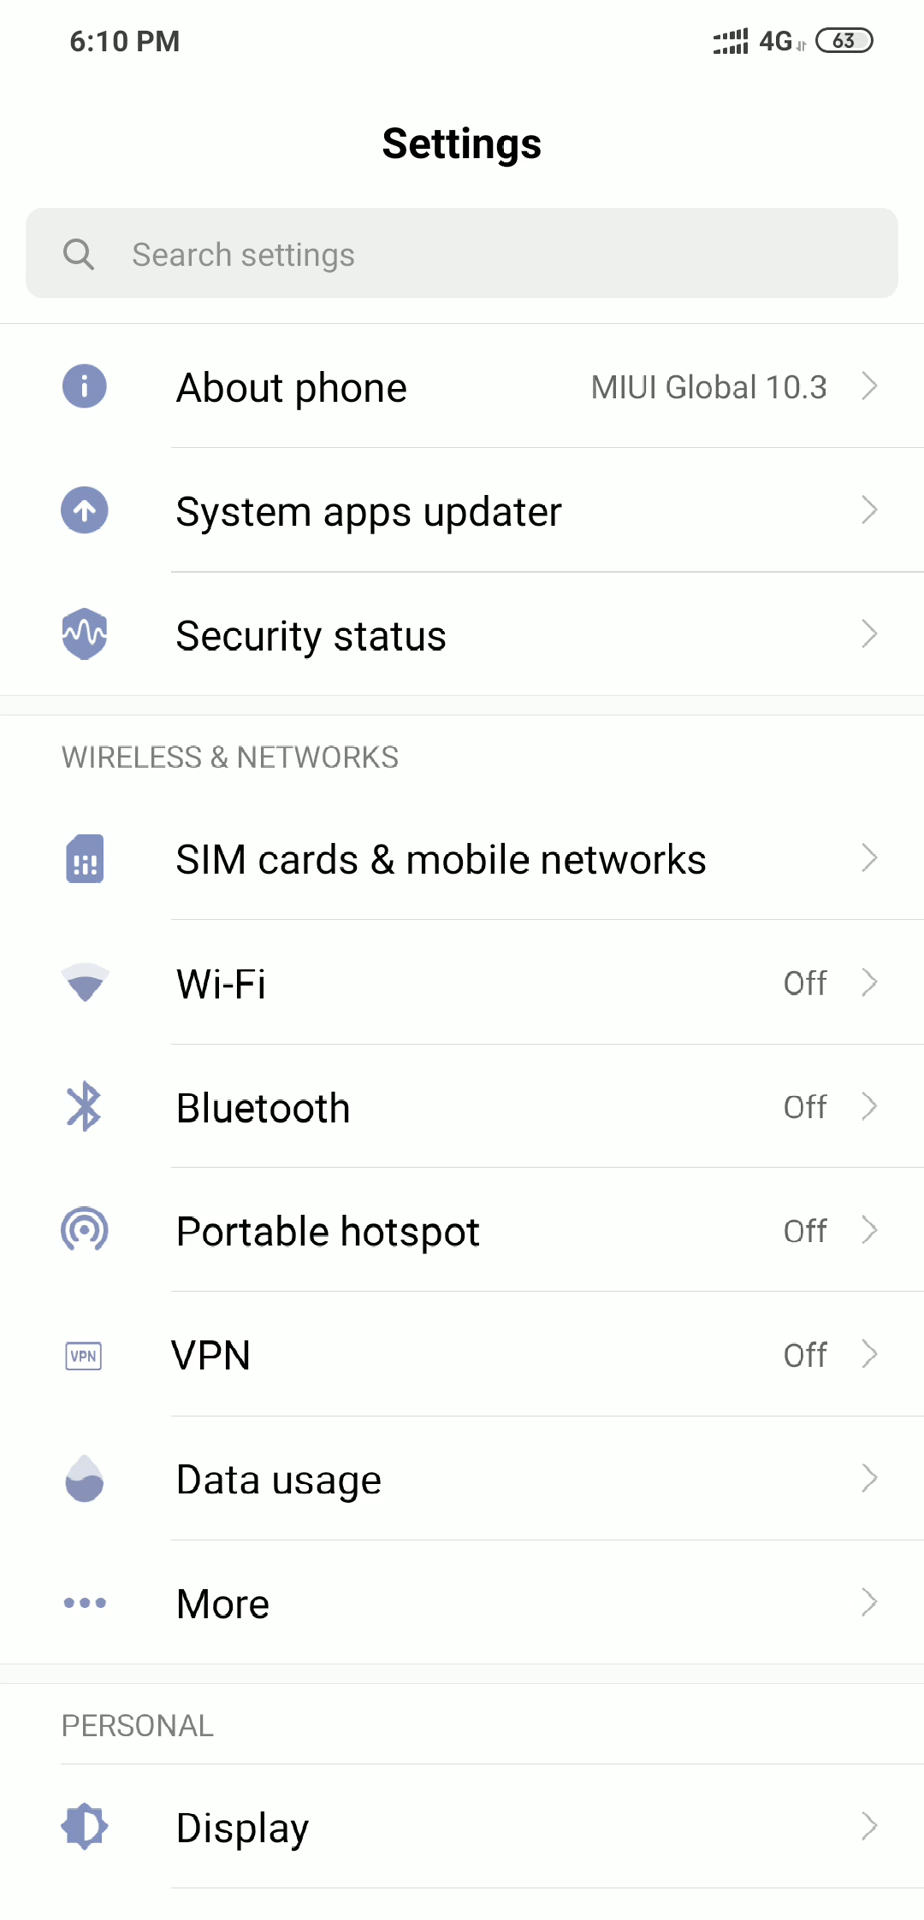 6:10 PM 4G 63
Settings
Search settings
About phone MIUI Global 10.3
System apps updater
Security status
WIRELESS & NETWORKS
SIM cards & mobile networks
Wi-Fi Off
Bluetooth Off
Portable hotspot Off
VPN VPN Off
Data usage
More
PERSONAL
Display